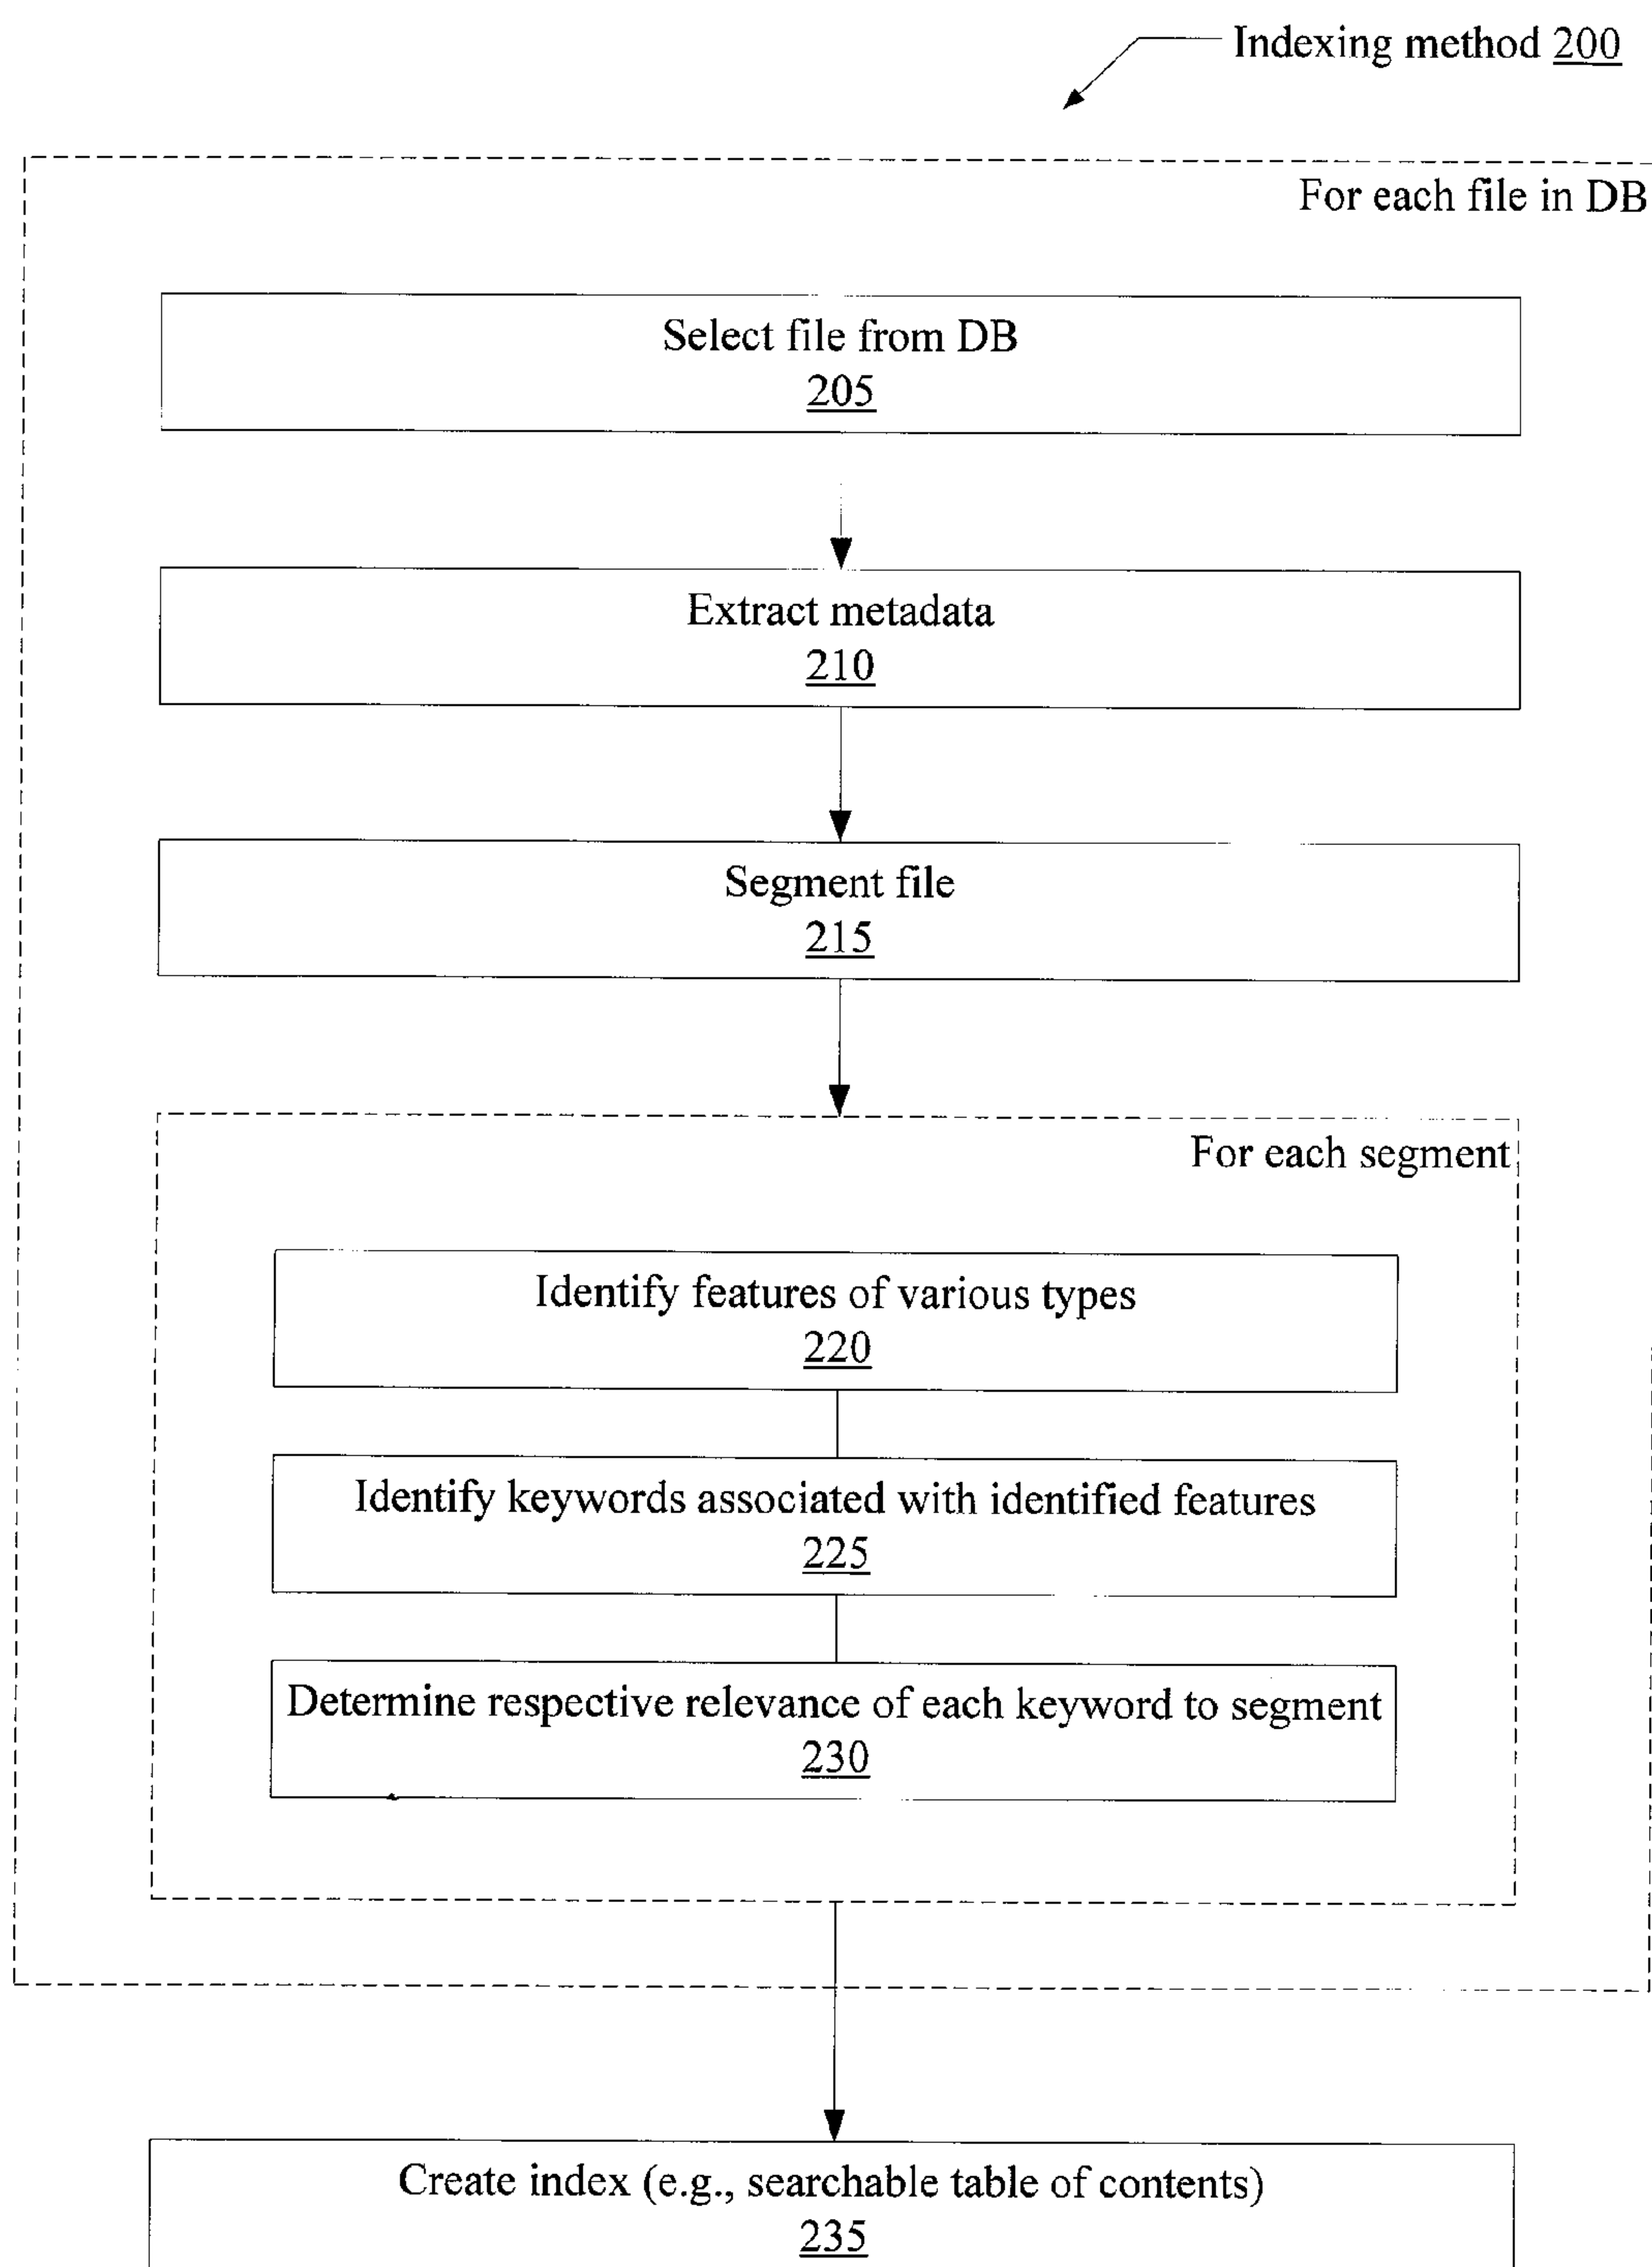 Indexing method 200
For each file in DB
Select file from DB
205
Extract metadata
210
Segment file
215
For each segment
Identify features of various types
220
Identify keywords associated with identified features
225
Determine respective relevance of each keyword to segment
230
Create index (e.g., searchable table of contents)
235